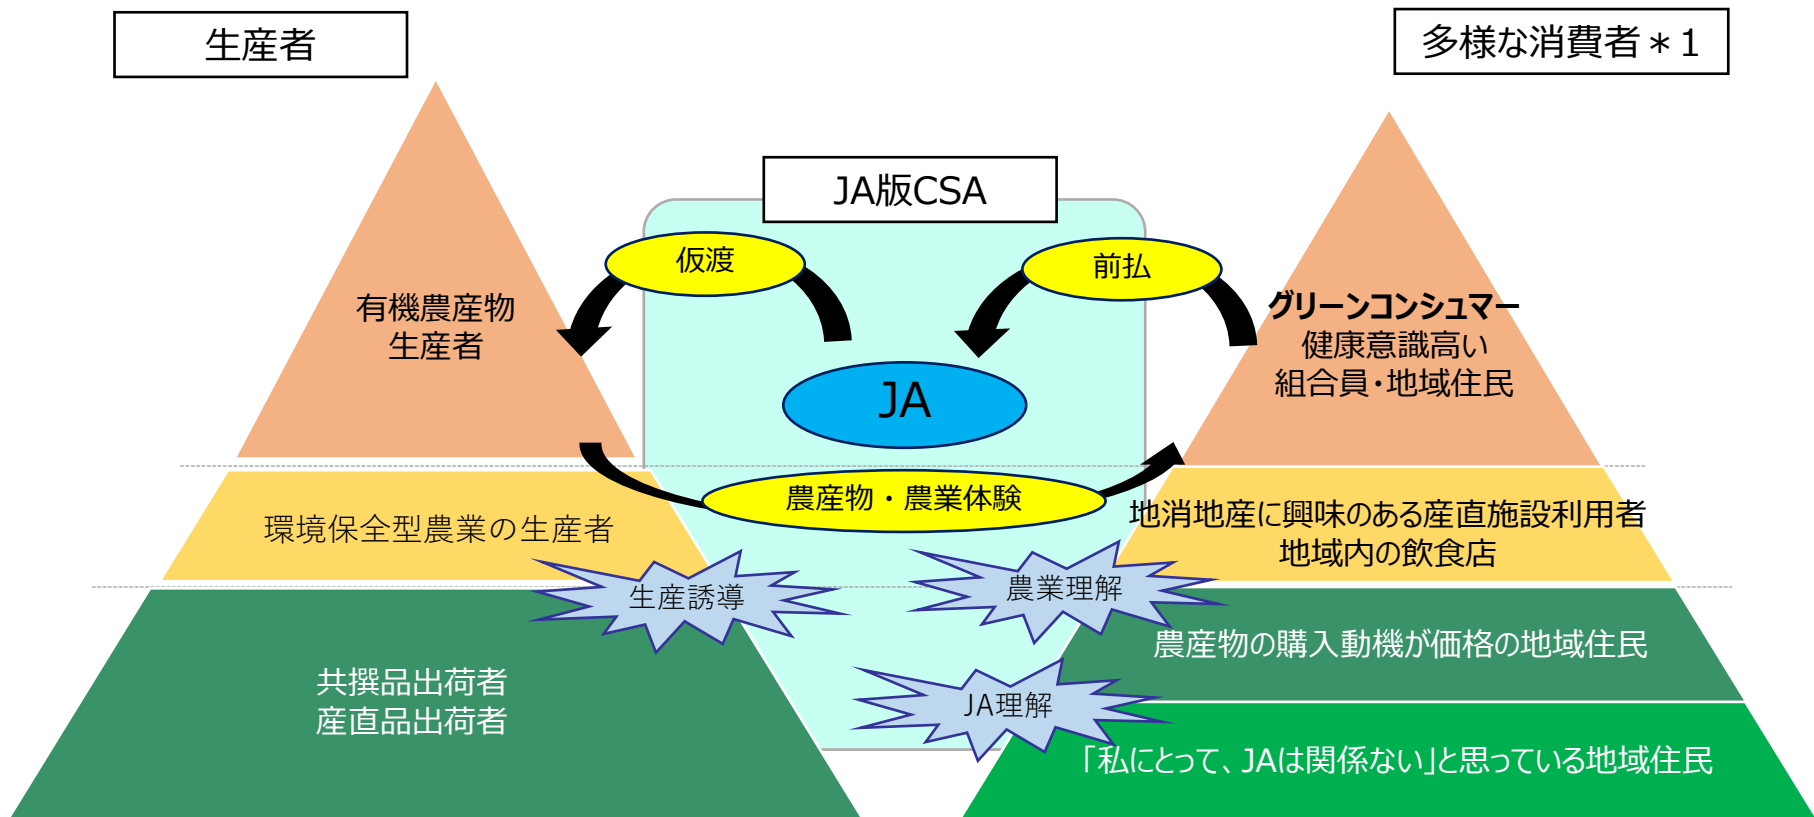 生産者
多様な消費者＊1
JA版CSA
仮渡
前払
有機農産物
生産者
グリーンコンシュマー
健康意識高い
組合員・地域住民
JA
農産物・農業体験
環境保全型農業の生産者
地消地産に興味のある産直施設利用者
地域内の飲食店
生産誘導
農業理解
農産物の購入動機が価格の地域住民
共撰品出荷者
産直品出荷者
JA理解
「私にとって、JAは関係ない」と思っている地域住民